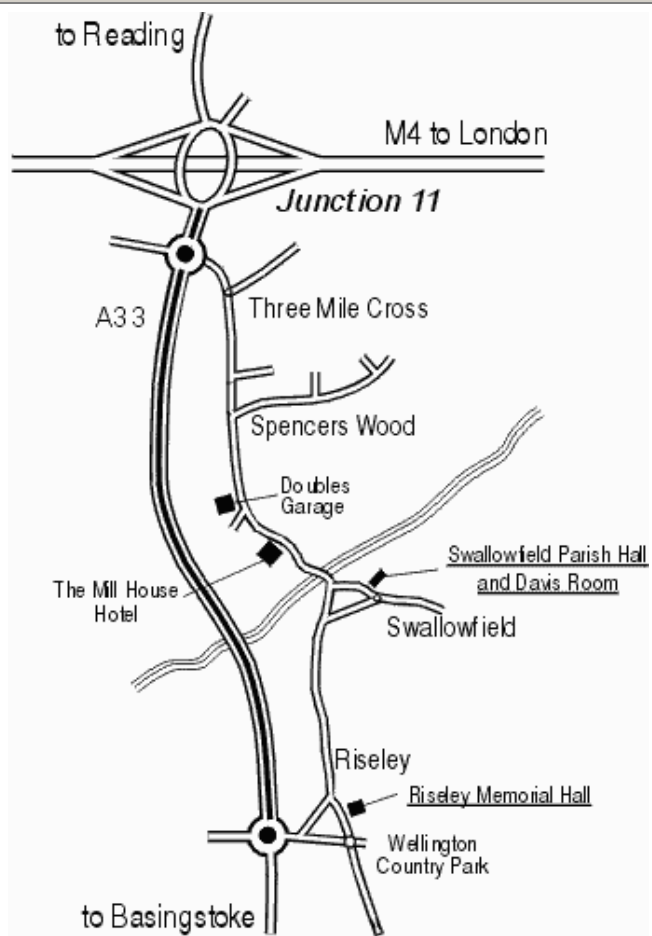 to Reading
M4 to London
Junction 11
A33
Three Mile Cross
Spencers Wood
Doubles
Garage
Swallowfield Parish Hall
and Davis Room
The Mill House
Hotel
Swallowfield
Riseley
Riseley Memorial Hall
Wellington
Country Park
to Basingstoke